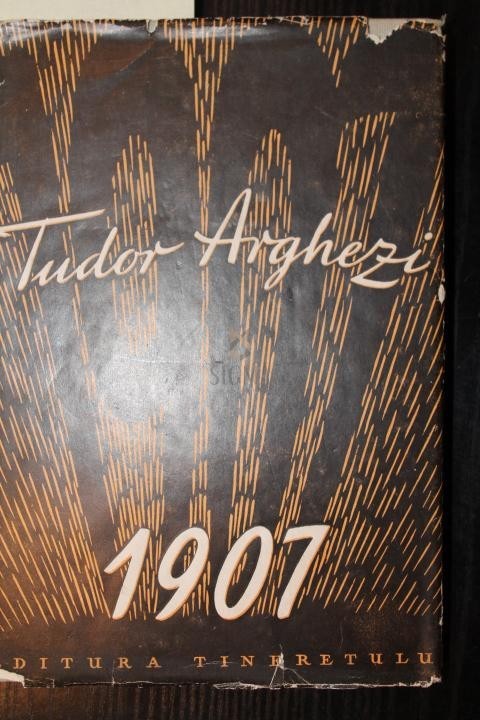 Tudor Arghezi
1907
DITURA TINERETULU